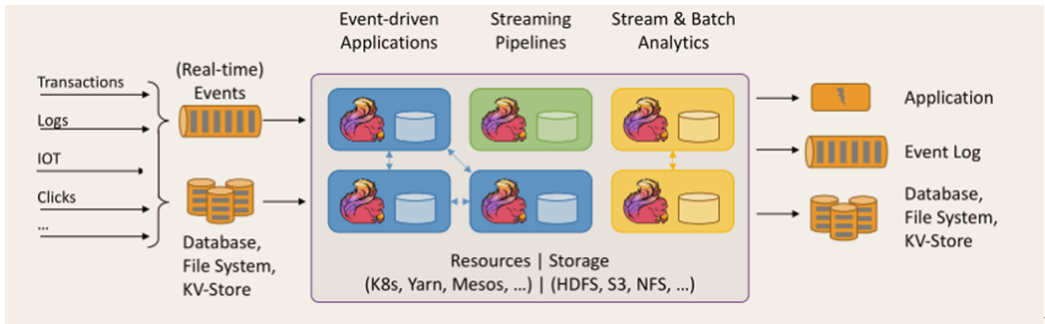 Event-driven
Applications
Streaming
Pipelines
Stream & Batch
Analytics
Transactions
Logs
IOT
Clicks
...
(Real-time)
Events
Database,
File System,
KV-Store
Resources | Storage
(K8s, Yarn, Mesos, ...) | (HDFS, S3, NFS, ...)
Application
Event Log
Database,
File System,
KV-Store